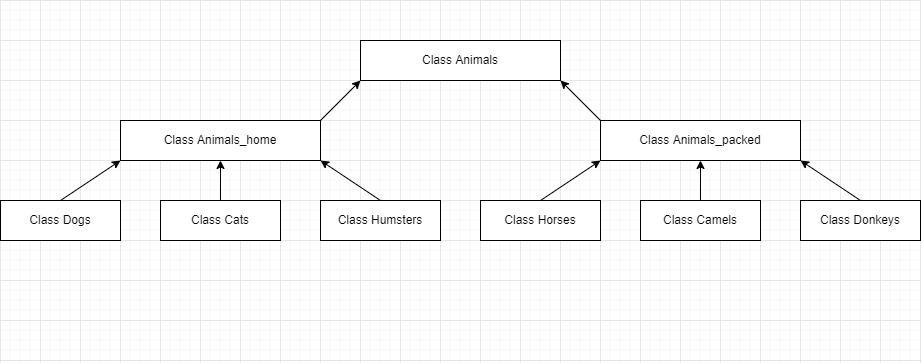 Class Animals
Class Animals_home
Class Animals_packed
Class Dogs
Class Cats
Class Humsters
Class Horses
Class Camels
Class Donkeys